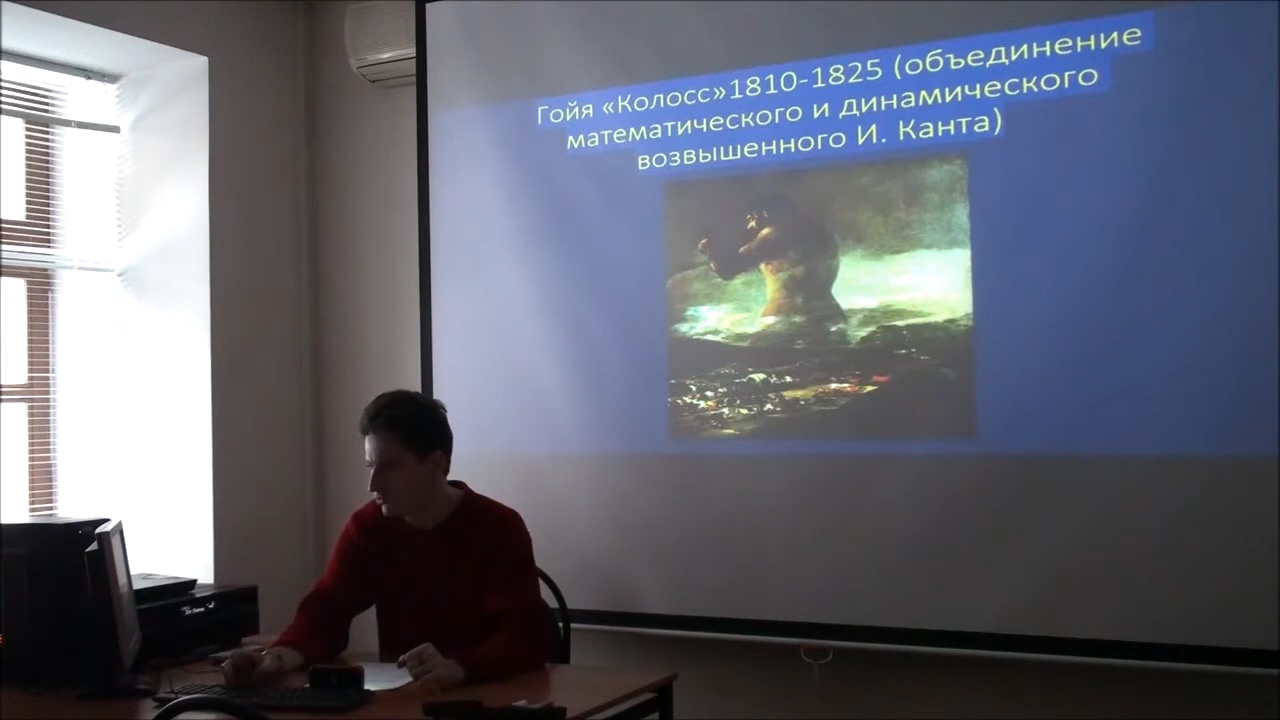 Гойя «Колосс»1810-1825 (объединение
математического и динамического
возвышенного И. Канта)